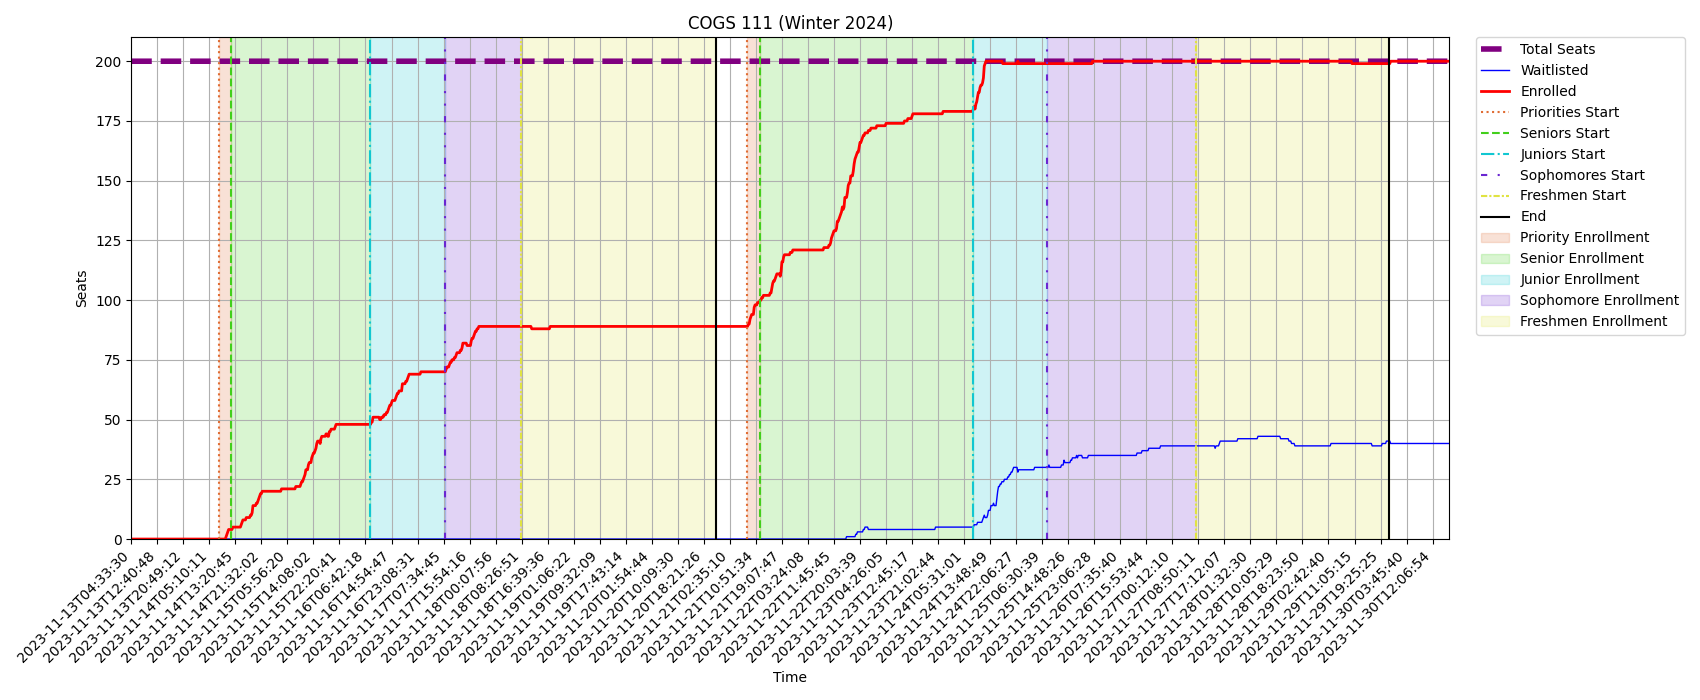 COGS 111 (Winter 2024)
Seats
200
175
150
125
100
75
50
25
0
2023-11-13T04:33:30
2023-11-13T12:40:48
2023-11-13T20:49:12
2023-11-14T05:10:11
2023-11-14T13:20:45
2023-11-14T21:32:02
2023-11-15T05:56:20
2023-11-15T14:08:02
2023-11-15T22:20:41
2023-11-16T06:42:18
2023-11-16T14:54:47
2023-11-16T23:08:31
2023-11-17T07:34:45
2023-11-17T15:54:16
2023-11-18T00:07:56
2023-11-18T08:26:51
2023-11-18T16:39:36
2023-11-19T01:06:22
2023-11-19T09:32:09
2023-11-19T17:43:14
2023-11-20T01:54:44
2023-11-20T10:09:30
2023-11-20T18:21:26
2023-11-21T02:35:10
2023-11-21T10:51:34
2023-11-21T19:07:47
2023-11-22T03:24:08
2023-11-22T11:45:45
2023-11-22T20:03:39
2023-11-23T04:26:05
2023-11-23T12:45:17
2023-11-23T21:02:44
2023-11-24T05:31:01
2023-11-24T13:48:49
2023-11-24T22:06:27
2023-11-25T06:30:39
2023-11-25T14:48:26
2023-11-25T23:06:28
2023-11-26T07:35:40
2023-11-26T15:53:44
2023-11-27T00:12:10
2023-11-27T08:50:11
2023-11-27T17:12:07
2023-11-28T01:32:30
2023-11-28T10:05:29
2023-11-28T18:23:50
2023-11-29T02:42:40
2023-11-29T11:05:15
2023-11-29T19:25:25
2023-11-30T03:45:40
2023-11-30T12:06:54
Time
Total Seats
Waitlisted
Enrolled
Priorities Start
Seniors Start
Juniors Start
Sophomores Start
Freshmen Start
End
Priority Enrollment
Senior Enrollment
Junior Enrollment
Sophomore Enrollment
Freshmen Enrollment